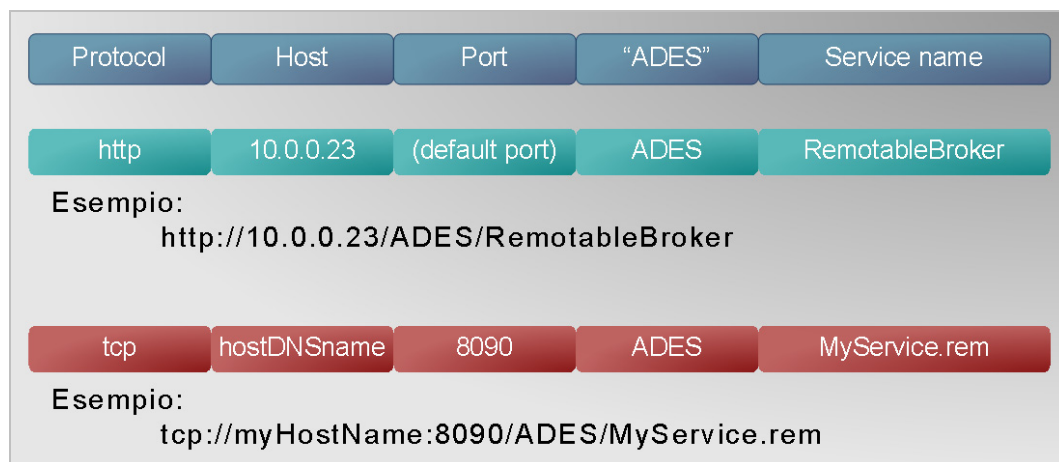 Protocol Host Port “ADES” Service name
http 10.0.0.23 (default port) ADES RemotableBroker
Esempio:
http://10.0.0.23/ADES/RemotableBroker
tcp hostDNSname 8090 ADES MyService.rem
Esempio:
tcp://myHostName:8090/ADES/MyService.rem